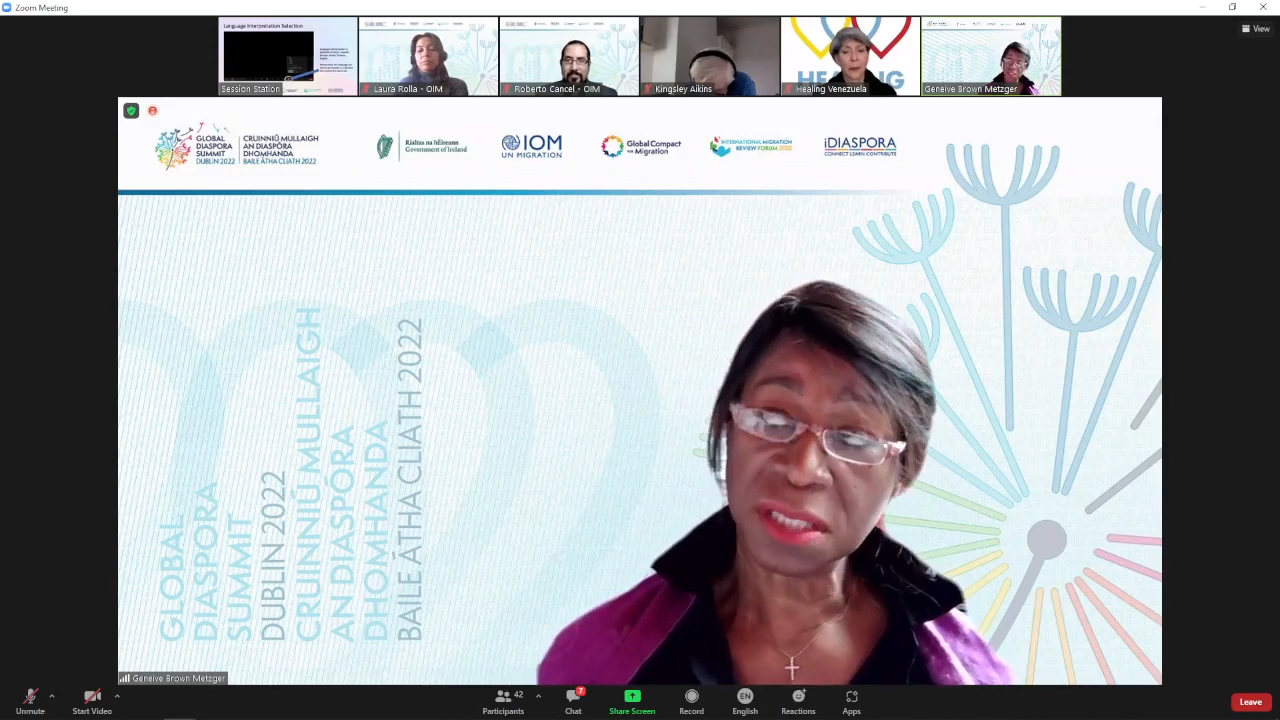 Zoom Meeting
View
Language Interpretation Selection
Session Station
Laura Rolla - OIM
Roberto Cancel - OIM
Kingsley Aikins
HEALING
Healing Venezuela
Geneive Brown Metzger
GLOBAL
DIASPORA
SUMMIT
DUBLIN 2022
CRUINNIÚ MULLAIGH
AN DIASPÓRA
DHOMHANDA
BAILE ÁTHA CLIATH 2022
Rialtas na hÉireann
Government of Ireland
IOM
UN MIGRATION
Global Compact
FOR Migration
INTERNATIONAL MIGRATION
REVIEW FORUM 2022
iDIASPORA
CONNECT LEARN CONTRIBUTE
GLOBAL
DIASPORA
SUMMIT
DUBLIN 2022
CRUINNIÚ MULLAIGH
AN DIASPÓRA
DHOMHANDA
BAILE ÁTHA CLIATH 2022
Geneive Brown Metzger
Unmute
Start Video
42
Participants
7
Chat
Share Screen
Record
EN
English
Reactions
Apps
Leave